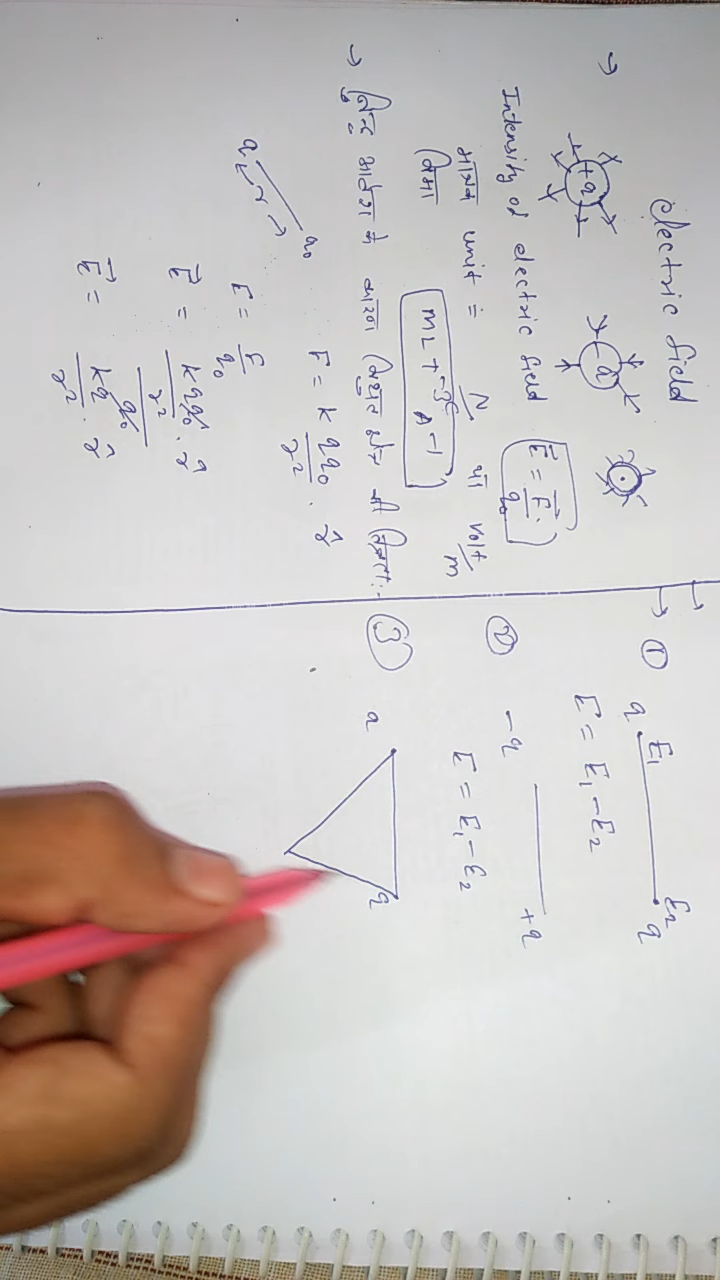 electric field
→
+q -q
Intensity of electric field E⃗ = F⃗/q₀
मात्रक unit = N/C या volt/m
विमा MLT⁻³A⁻¹
→ बिन्दु आवेश के कारण विद्युत क्षेत्र की तीव्रता:-
F = k qq₀/r² . r̂
q r q₀
E = F/q₀
E⃗ = kqq₀/r² . r̂ / q₀
E⃗ = kq/r² . r̂
→
→ ① E₁ E₂
q q
E = E₁ - E₂
② -q +q
E = E₁ - E₂
③
q q